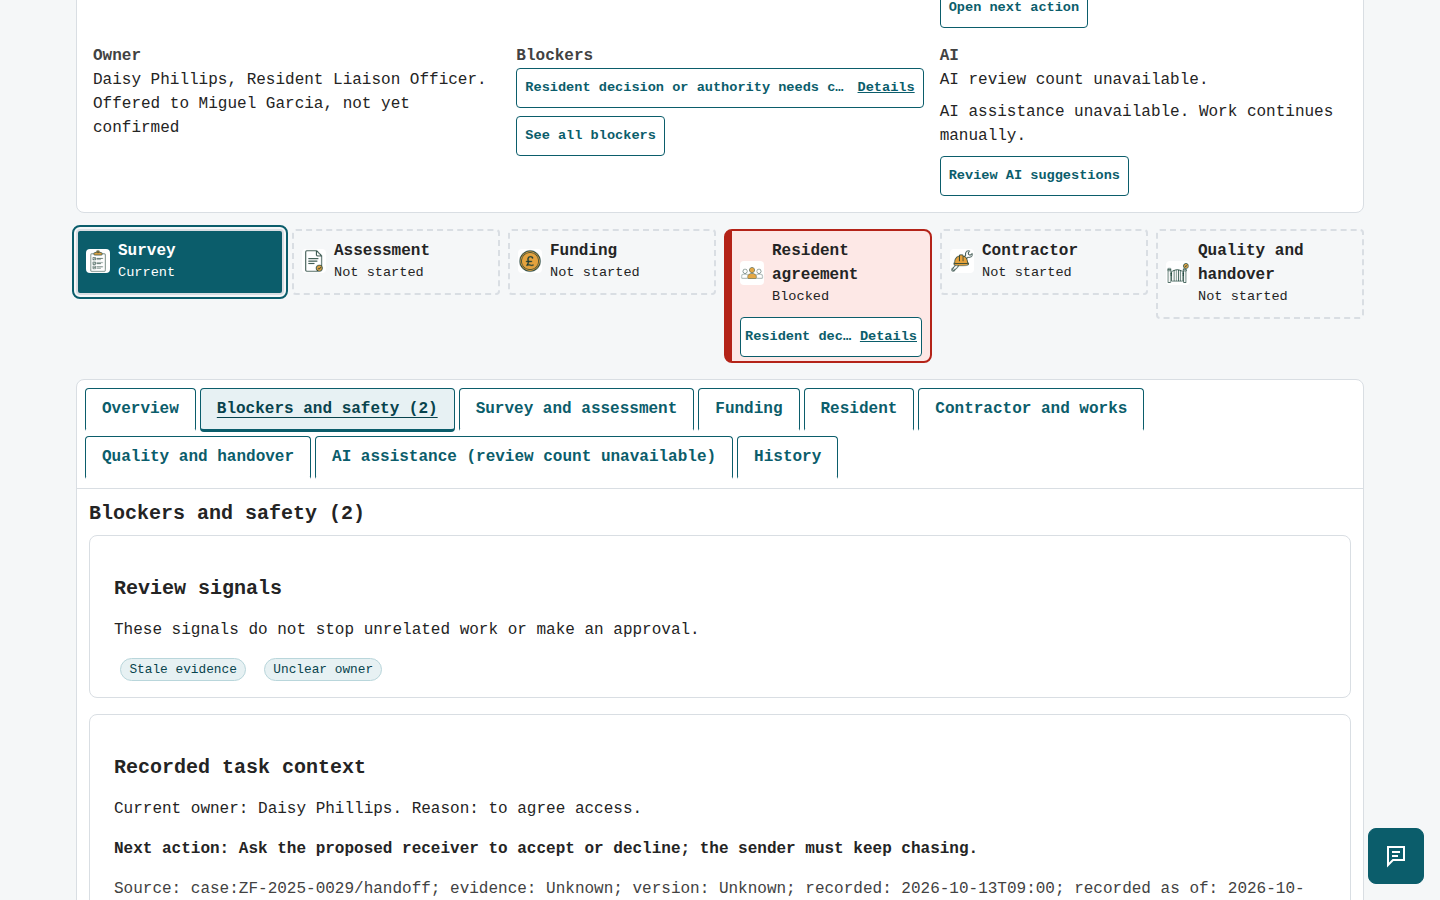 Open next action
Owner
Daisy Phillips, Resident Liaison Officer.
Offered to Miguel Garcia, not yet
confirmed
Blockers
Resident decision or authority needs c… Details
See all blockers
AI
AI review count unavailable.
AI assistance unavailable. Work continues
manually.
Review AI suggestions
Survey
Current
Assessment
Not started
Funding
Not started
Resident
agreement
Blocked
Resident dec… Details
Contractor
Not started
Quality and
handover
Not started
Overview
Blockers and safety (2)
Survey and assessment
Funding
Resident
Contractor and works
Quality and handover
AI assistance (review count unavailable)
History
Blockers and safety (2)
Review signals
These signals do not stop unrelated work or make an approval.
Stale evidence
Unclear owner
Recorded task context
Current owner: Daisy Phillips. Reason: to agree access.
Next action: Ask the proposed receiver to accept or decline; the sender must keep chasing.
Source: case:ZF-2025-0029/handoff; evidence: Unknown; version: Unknown; recorded: 2026-10-13T09:00; recorded as of: 2026-10-